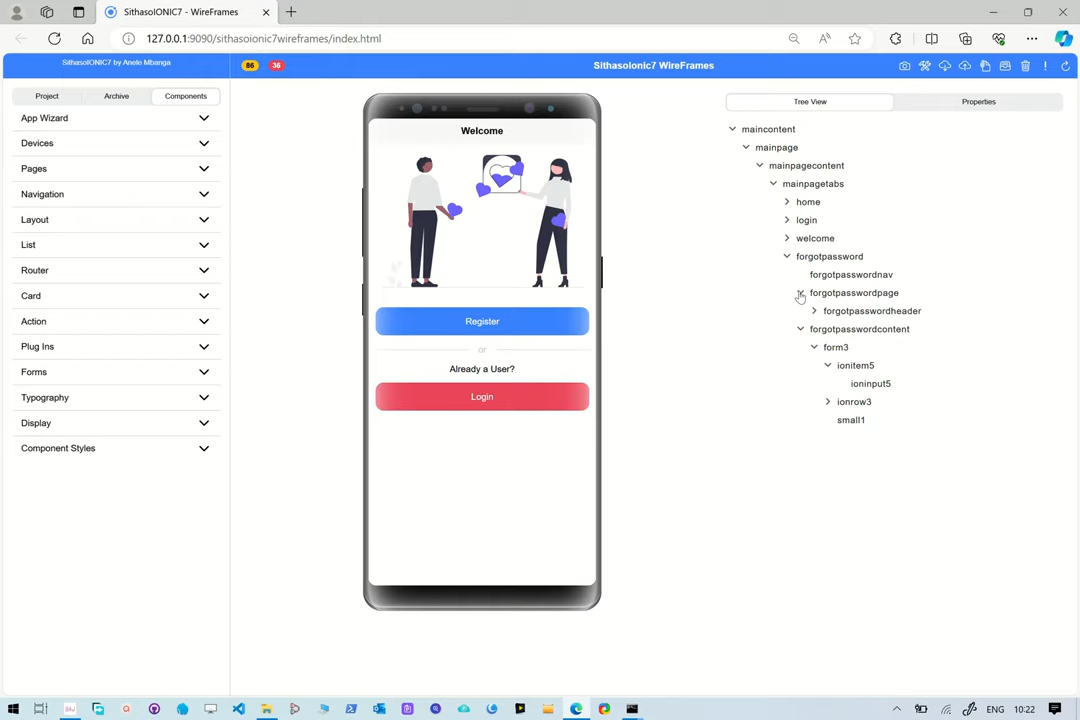 SithasoIONIC7 - WireFrames
127.0.0.1:9090/sithasoionic7wireframes/index.html
SithasoIONIC7 by Anele Mbanga
86
36
SithasoIonic7 WireFrames
Project
Archive
Components
App Wizard
Devices
Pages
Navigation
Layout
List
Router
Card
Action
Plug Ins
Forms
Typography
Display
Component Styles
Welcome
Register
or
Already a User?
Login
Tree View
Properties
maincontent
mainpage
mainpagecontent
mainpagetabs
home
login
welcome
forgotpassword
forgotpasswordnav
forgotpasswordpage
forgotpasswordheader
forgotpasswordcontent
form3
ionitem5
ioninput5
ionrow3
small1
ENG
10:22